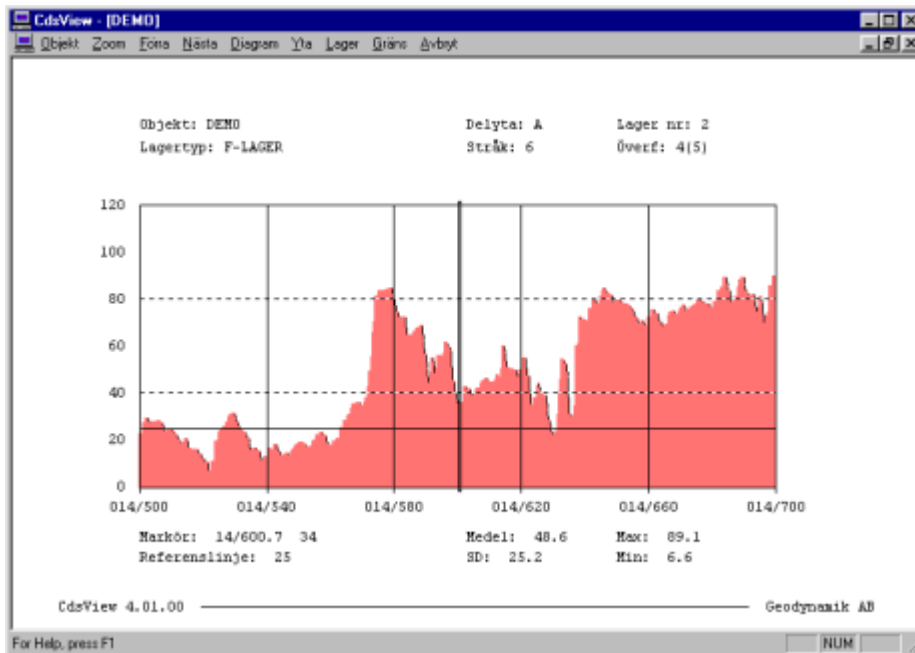 CdsView - [DEMO]
Objekt Zoom Förra Nästa Diagram Yta Lager Gräns Avbryt
Objekt: DEMO Delyta: A Lager nr: 2
Lagertyp: F-LAGER Stråk: 6 Överf: 4(5)
120
100
80
60
40
20
0
014/500 014/540 014/580 014/620 014/660 014/700
Markör: 14/600.7 34 Medel: 48.6 Max: 89.1
Referenslinje: 25 SD: 25.2 Min: 6.6
CdsView 4.01.00 Geodynamik AB
For Help, press F1 NUM